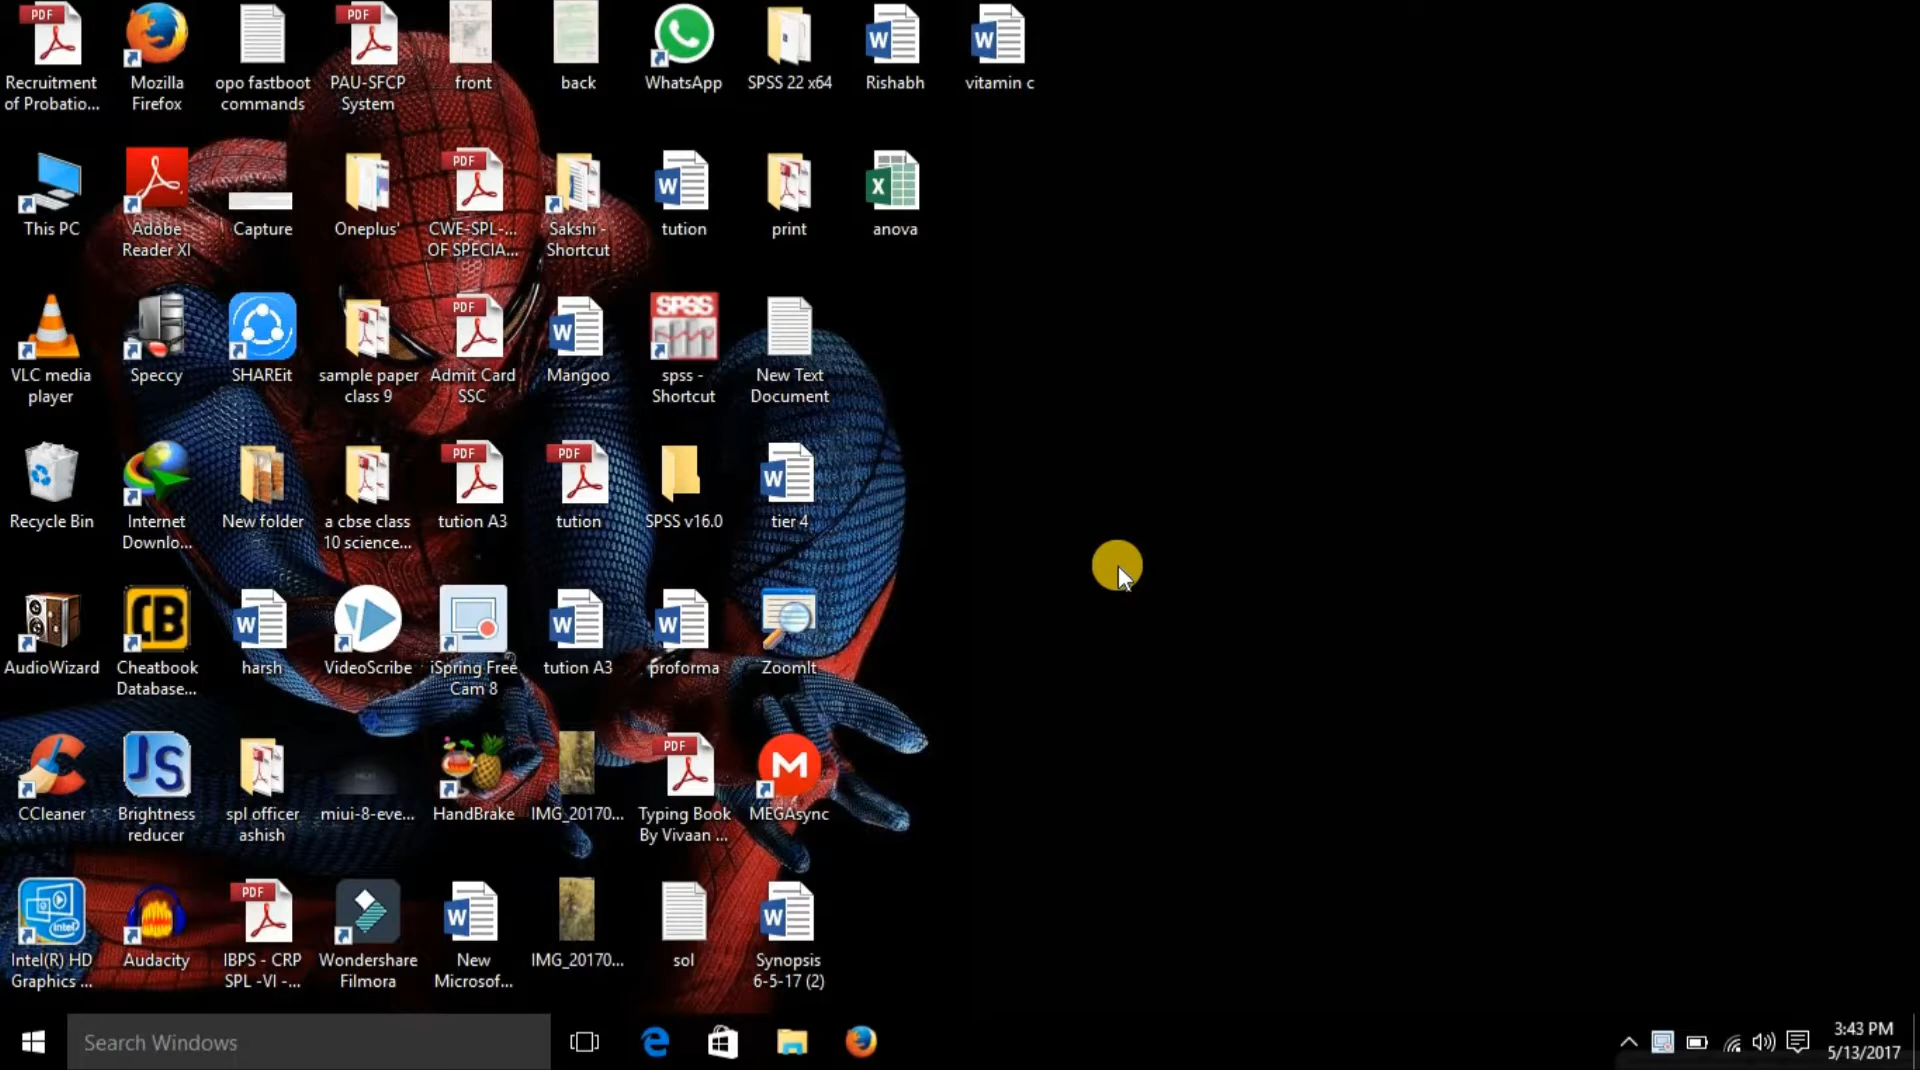 Recruitment
of Probatio...
Mozilla
Firefox
opo fastboot
commands
PAU-SFCP
System
front
back
WhatsApp
SPSS 22 x64
Rishabh
vitamin c
This PC
Adobe
Reader XI
Capture
Oneplus'
CWE-SPL-...
OF SPECIA...
Sakshi -
Shortcut
tution
print
anova
VLC media
player
Speccy
SHAREit
sample paper
class 9
Admit Card
SSC
Mangoo
SPSS
spss -
Shortcut
New Text
Document
Recycle Bin
Internet
Downlo...
New folder
a cbse class
10 science...
tution A3
tution
SPSS v16.0
tier 4
AudioWizard
Cheatbook
Database...
harsh
VideoScribe
iSpring Free
Cam 8
tution A3
proforma
ZoomIt
CCleaner
Brightness
reducer
spl officer
ashish
miui-8-eve...
HandBrake
IMG_20170...
Typing Book
By Vivaan ...
MEGAsync
Intel(R) HD
Graphics ...
Audacity
IBPS - CRP
SPL -VI -...
Wondershare
Filmora
New
Microsof...
IMG_20170...
sol
Synopsis
6-5-17 (2)
Search Windows
3:43 PM
5/13/2017